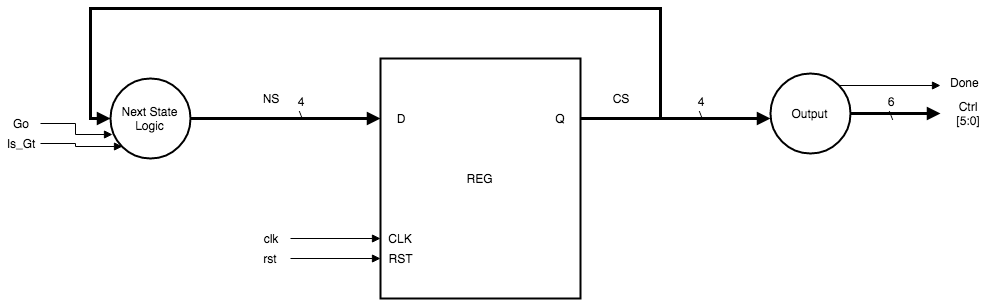 Next State
Logic
Go
Is_Gt
NS
4
D
Q
REG
clk
CLK
rst
RST
CS
4
Output
Done
6
Ctrl
[5:0]